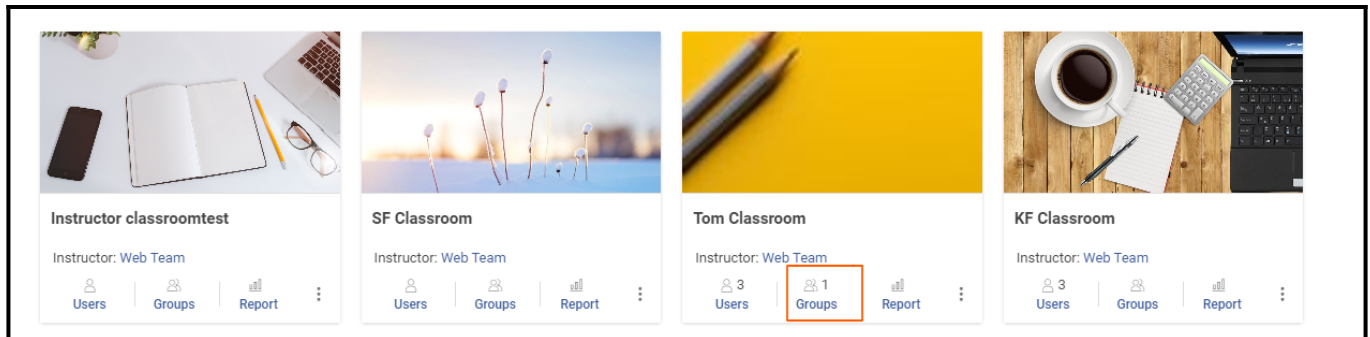 Instructor classroomtest
Instructor: Web Team
Users Groups Report
SF Classroom
Instructor: Web Team
Users Groups Report
Tom Classroom
Instructor: Web Team
3 1
Users Groups Report
KF Classroom
Instructor: Web Team
3
Users Groups Report